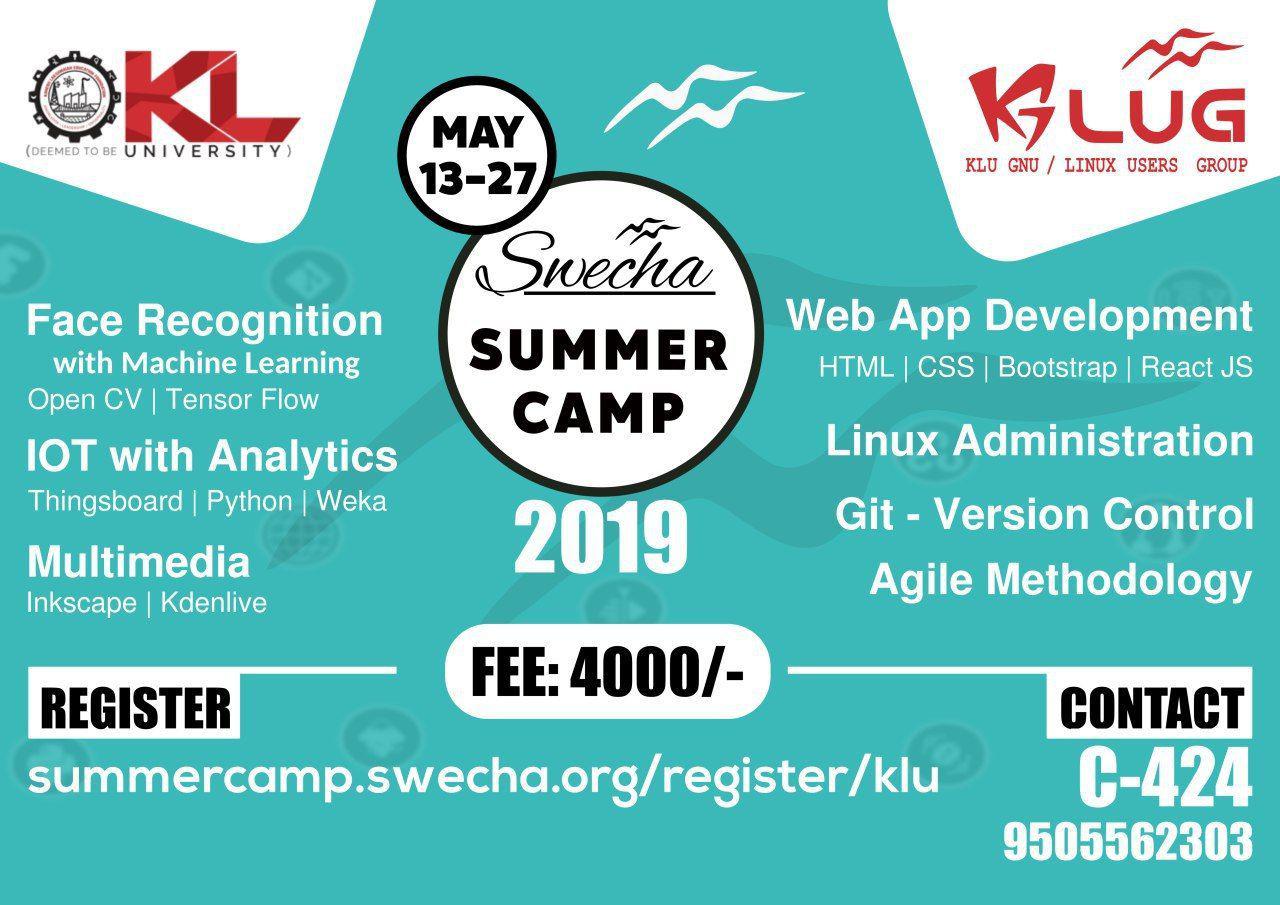 KL
(DEEMED TO BE UNIVERSITY)
KLUG
KLU GNU / LINUX USERS GROUP
MAY
13-27
Swecha
SUMMER
CAMP
2019
Face Recognition
with Machine Learning
Open CV | Tensor Flow
IOT with Analytics
Thingsboard | Python | Weka
Multimedia
Inkscape | Kdenlive
Web App Development
HTML | CSS | Bootstrap | React JS
Linux Administration
Git - Version Control
Agile Methodology
FEE: 4000/-
REGISTER
summercamp.swecha.org/register/klu
CONTACT
C-424
9505562303